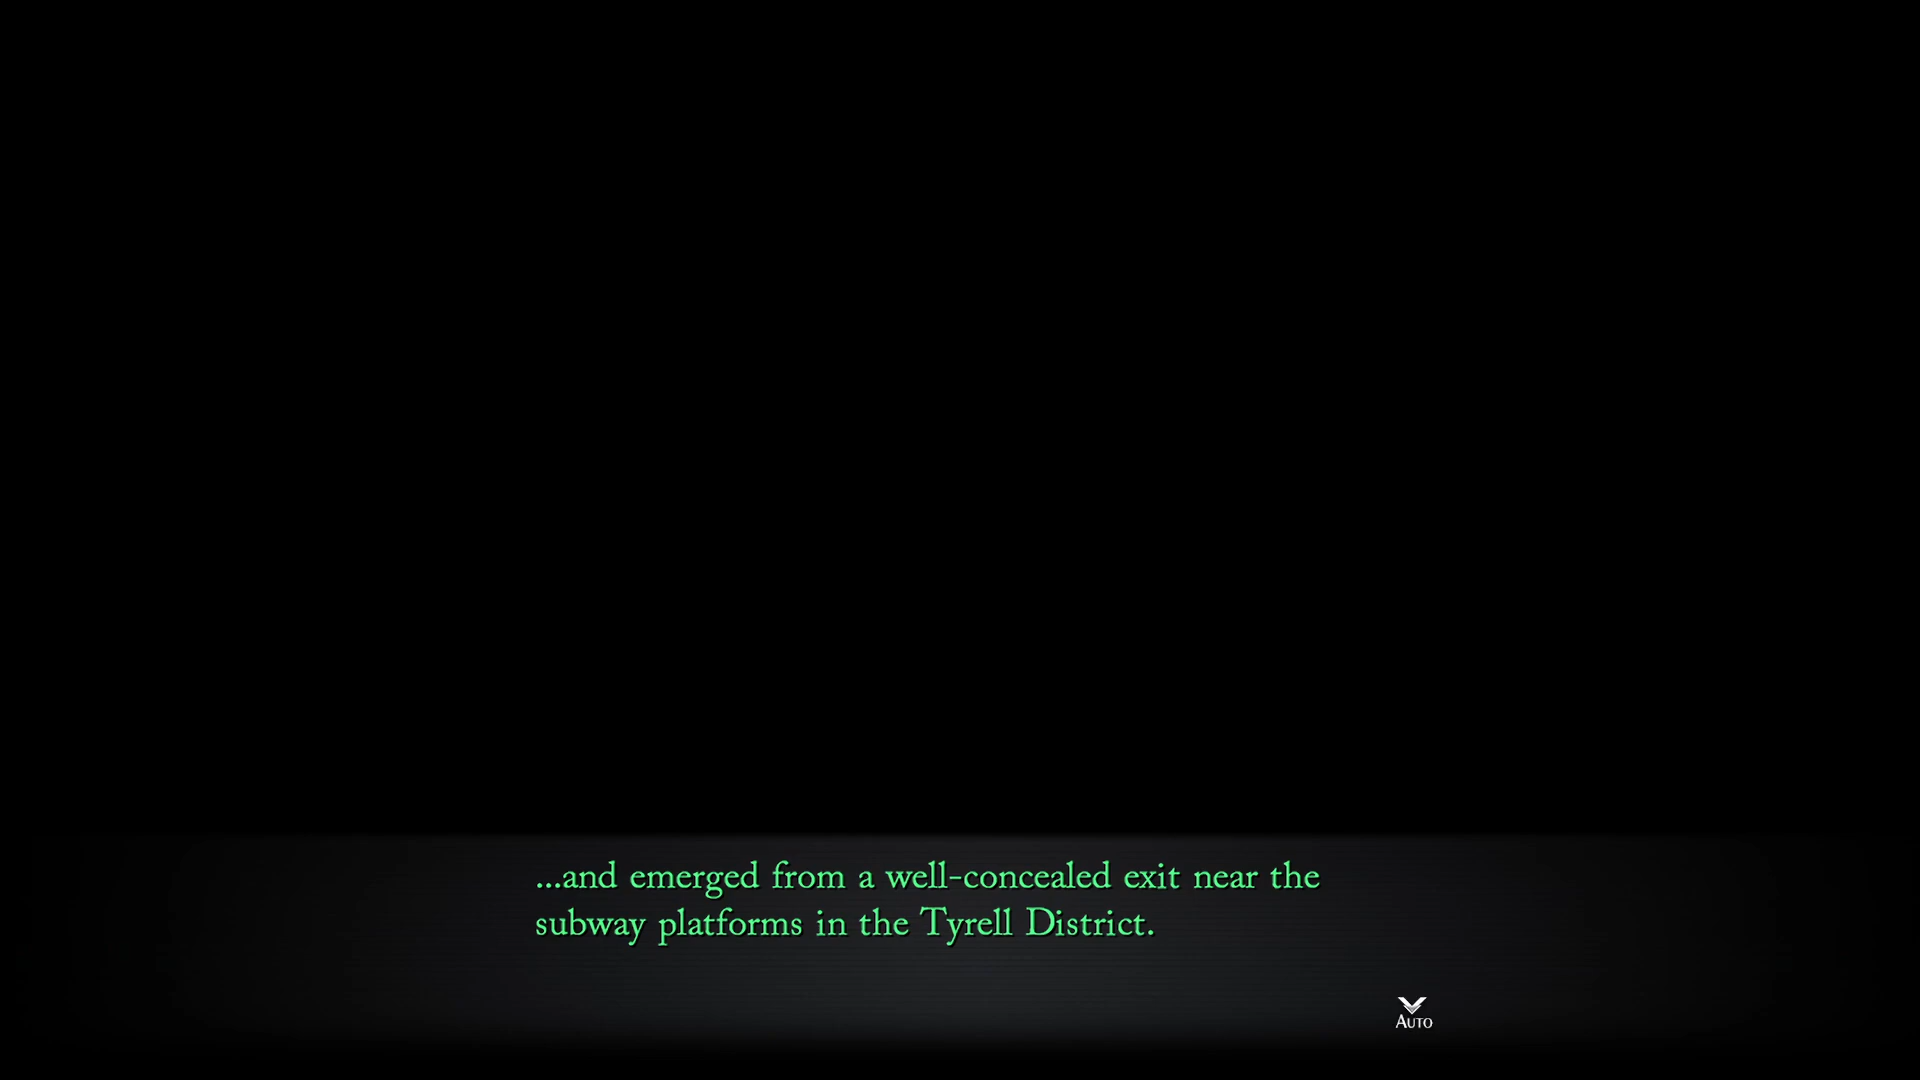 ...and emerged from a well-concealed exit near the
subway platforms in the Tyrell District.
AUTO